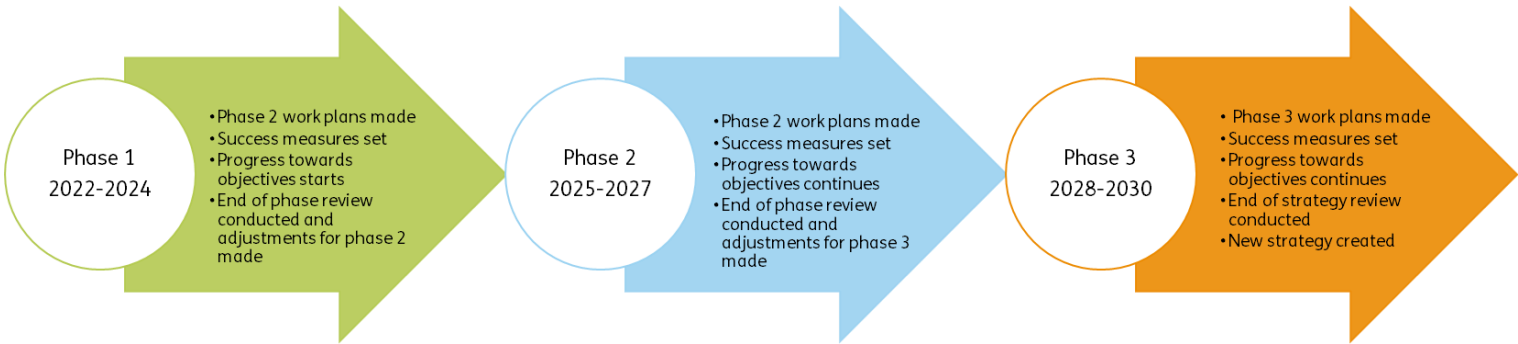 Phase 1
2022-2024
•Phase 2 work plans made
•Success measures set
•Progress towards
objectives starts
•End of phase review
conducted and
adjustments for phase 2
made
Phase 2
2025-2027
•Phase 2 work plans made
•Success measures set
•Progress towards
objectives continues
•End of phase review
conducted and
adjustments for phase 3
made
Phase 3
2028-2030
• Phase 3 work plans made
•Success measures set
•Progress towards
objectives continues
•End of strategy review
conducted
•New strategy created